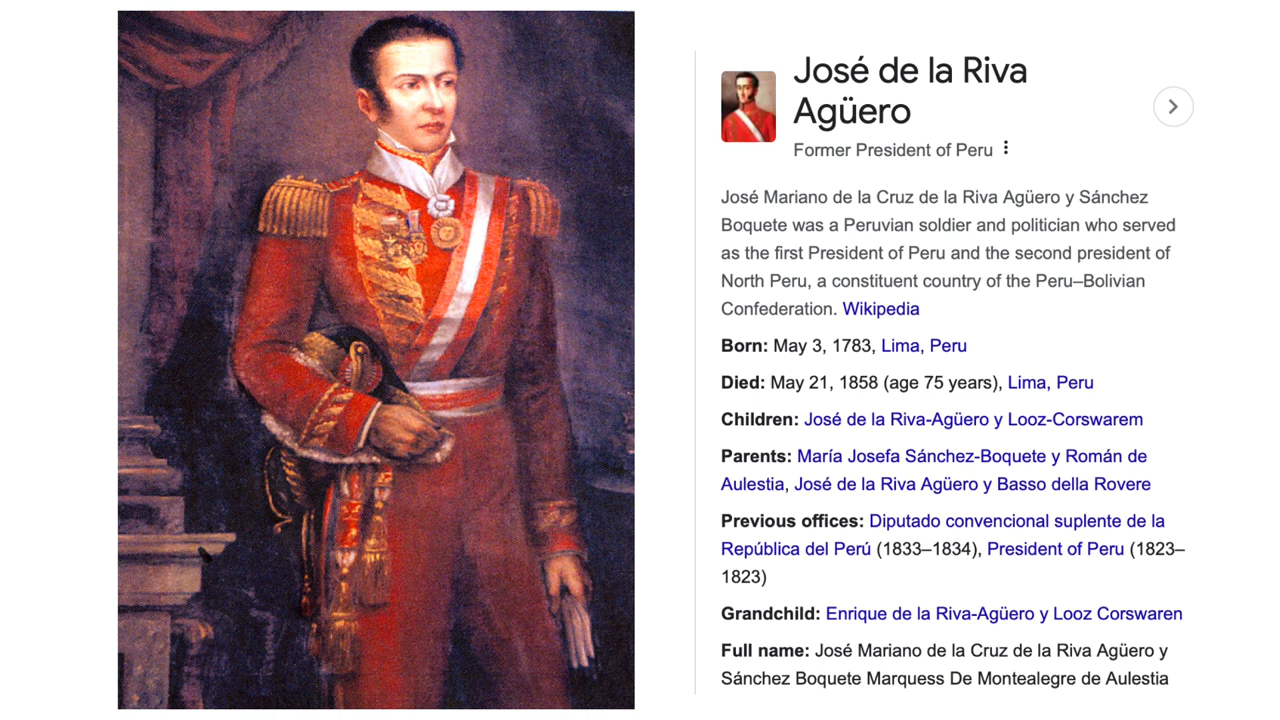 José de la Riva
Agüero
Former President of Peru
José Mariano de la Cruz de la Riva Agüero y Sánchez
Boquete was a Peruvian soldier and politician who served
as the first President of Peru and the second president of
North Peru, a constituent country of the Peru–Bolivian
Confederation. Wikipedia
Born: May 3, 1783, Lima, Peru
Died: May 21, 1858 (age 75 years), Lima, Peru
Children: José de la Riva-Agüero y Looz-Corswarem
Parents: María Josefa Sánchez-Boquete y Román de
Aulestia, José de la Riva Agüero y Basso della Rovere
Previous offices: Diputado convencional suplente de la
República del Perú (1833–1834), President of Peru (1823–
1823)
Grandchild: Enrique de la Riva-Agüero y Looz Corswaren
Full name: José Mariano de la Cruz de la Riva Agüero y
Sánchez Boquete Marquess De Montealegre de Aulestia